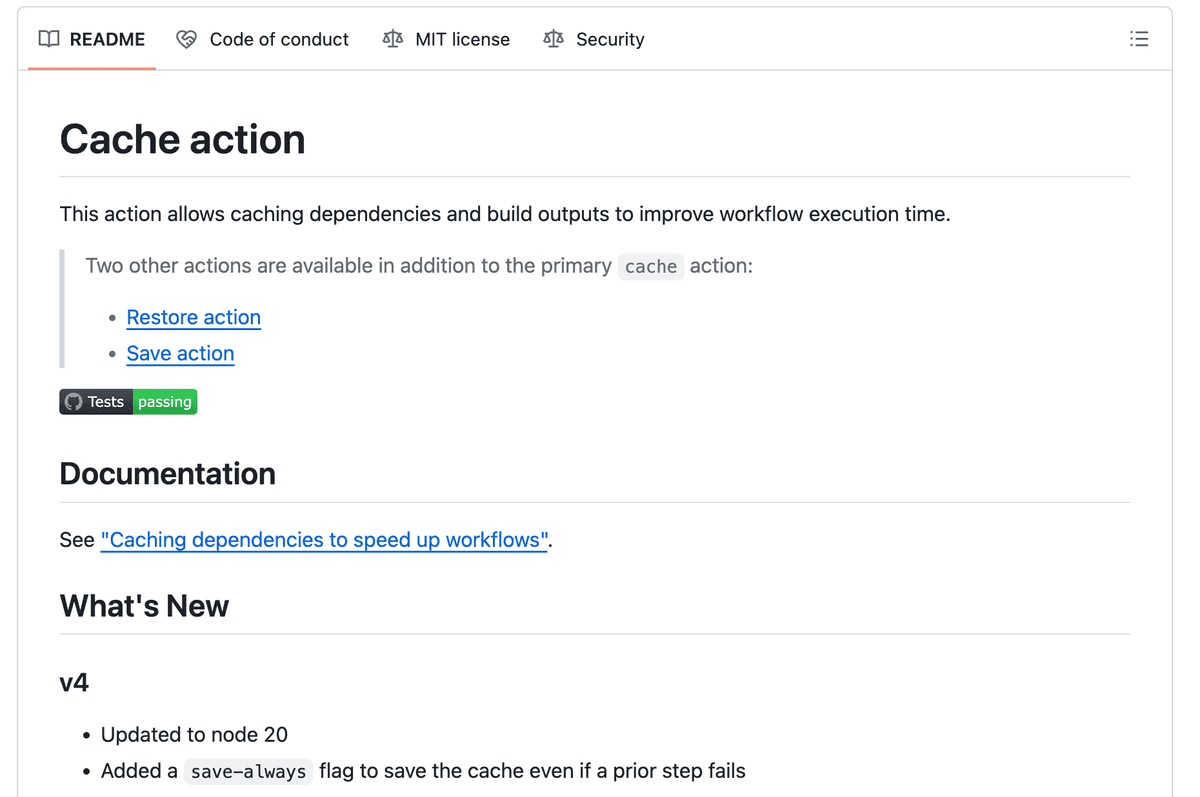 README Code of conduct MIT license Security
Cache action
This action allows caching dependencies and build outputs to improve workflow execution time.
Two other actions are available in addition to the primary cache action:
• Restore action
• Save action
Tests passing
Documentation
See "Caching dependencies to speed up workflows".
What's New
v4
• Updated to node 20
• Added a save-always flag to save the cache even if a prior step fails